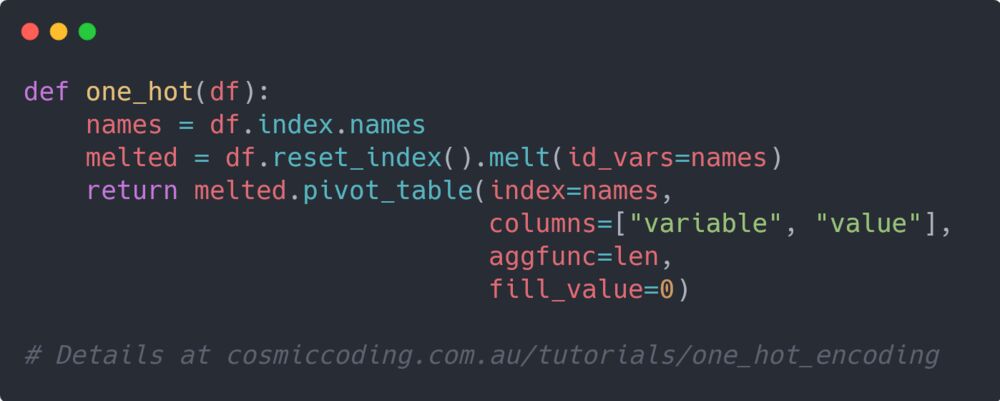 def one_hot(df):
    names = df.index.names
    melted = df.reset_index().melt(id_vars=names)
    return melted.pivot_table(index=names,
                              columns=["variable", "value"],
                              aggfunc=len,
                              fill_value=0)
# Details at cosmiccoding.com.au/tutorials/one_hot_encoding